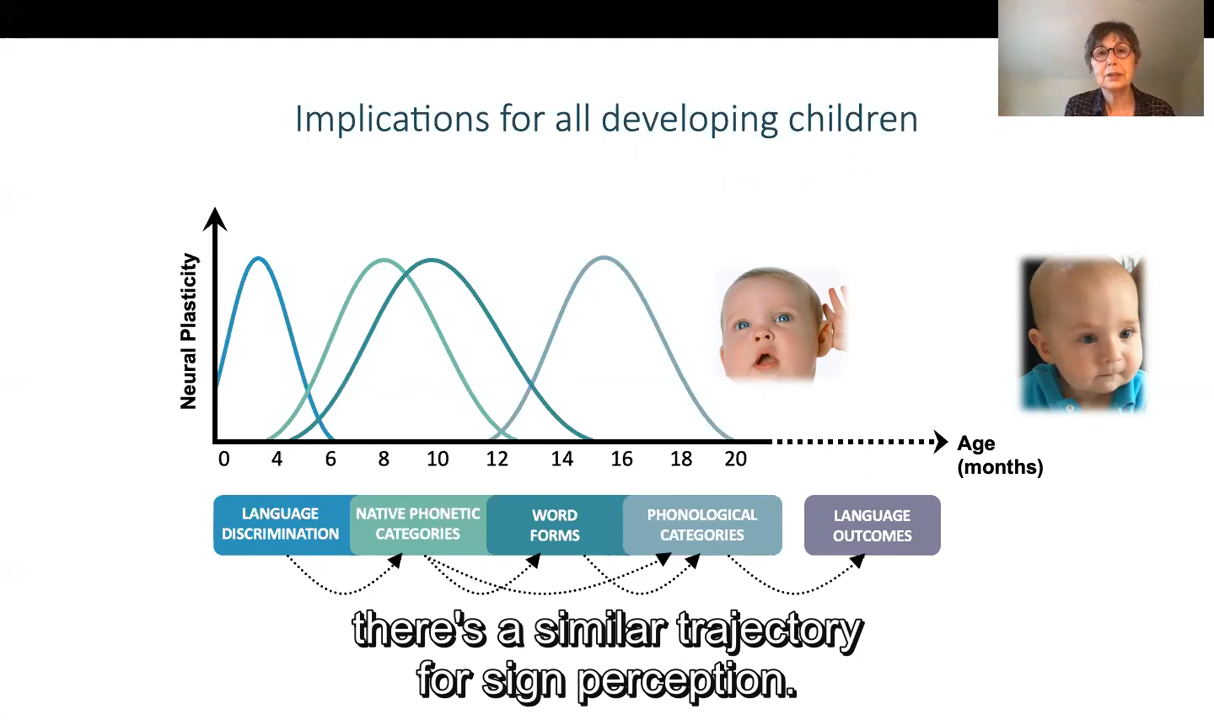 Implications for all developing children
Neural Plasticity
0 4 6 8 10 12 14 16 18 20
Age
(months)
LANGUAGE
DISCRIMINATION
NATIVE PHONETIC
CATEGORIES
WORD
FORMS
PHONOLOGICAL
CATEGORIES
LANGUAGE
OUTCOMES
there's a similar trajectory
for sign perception.